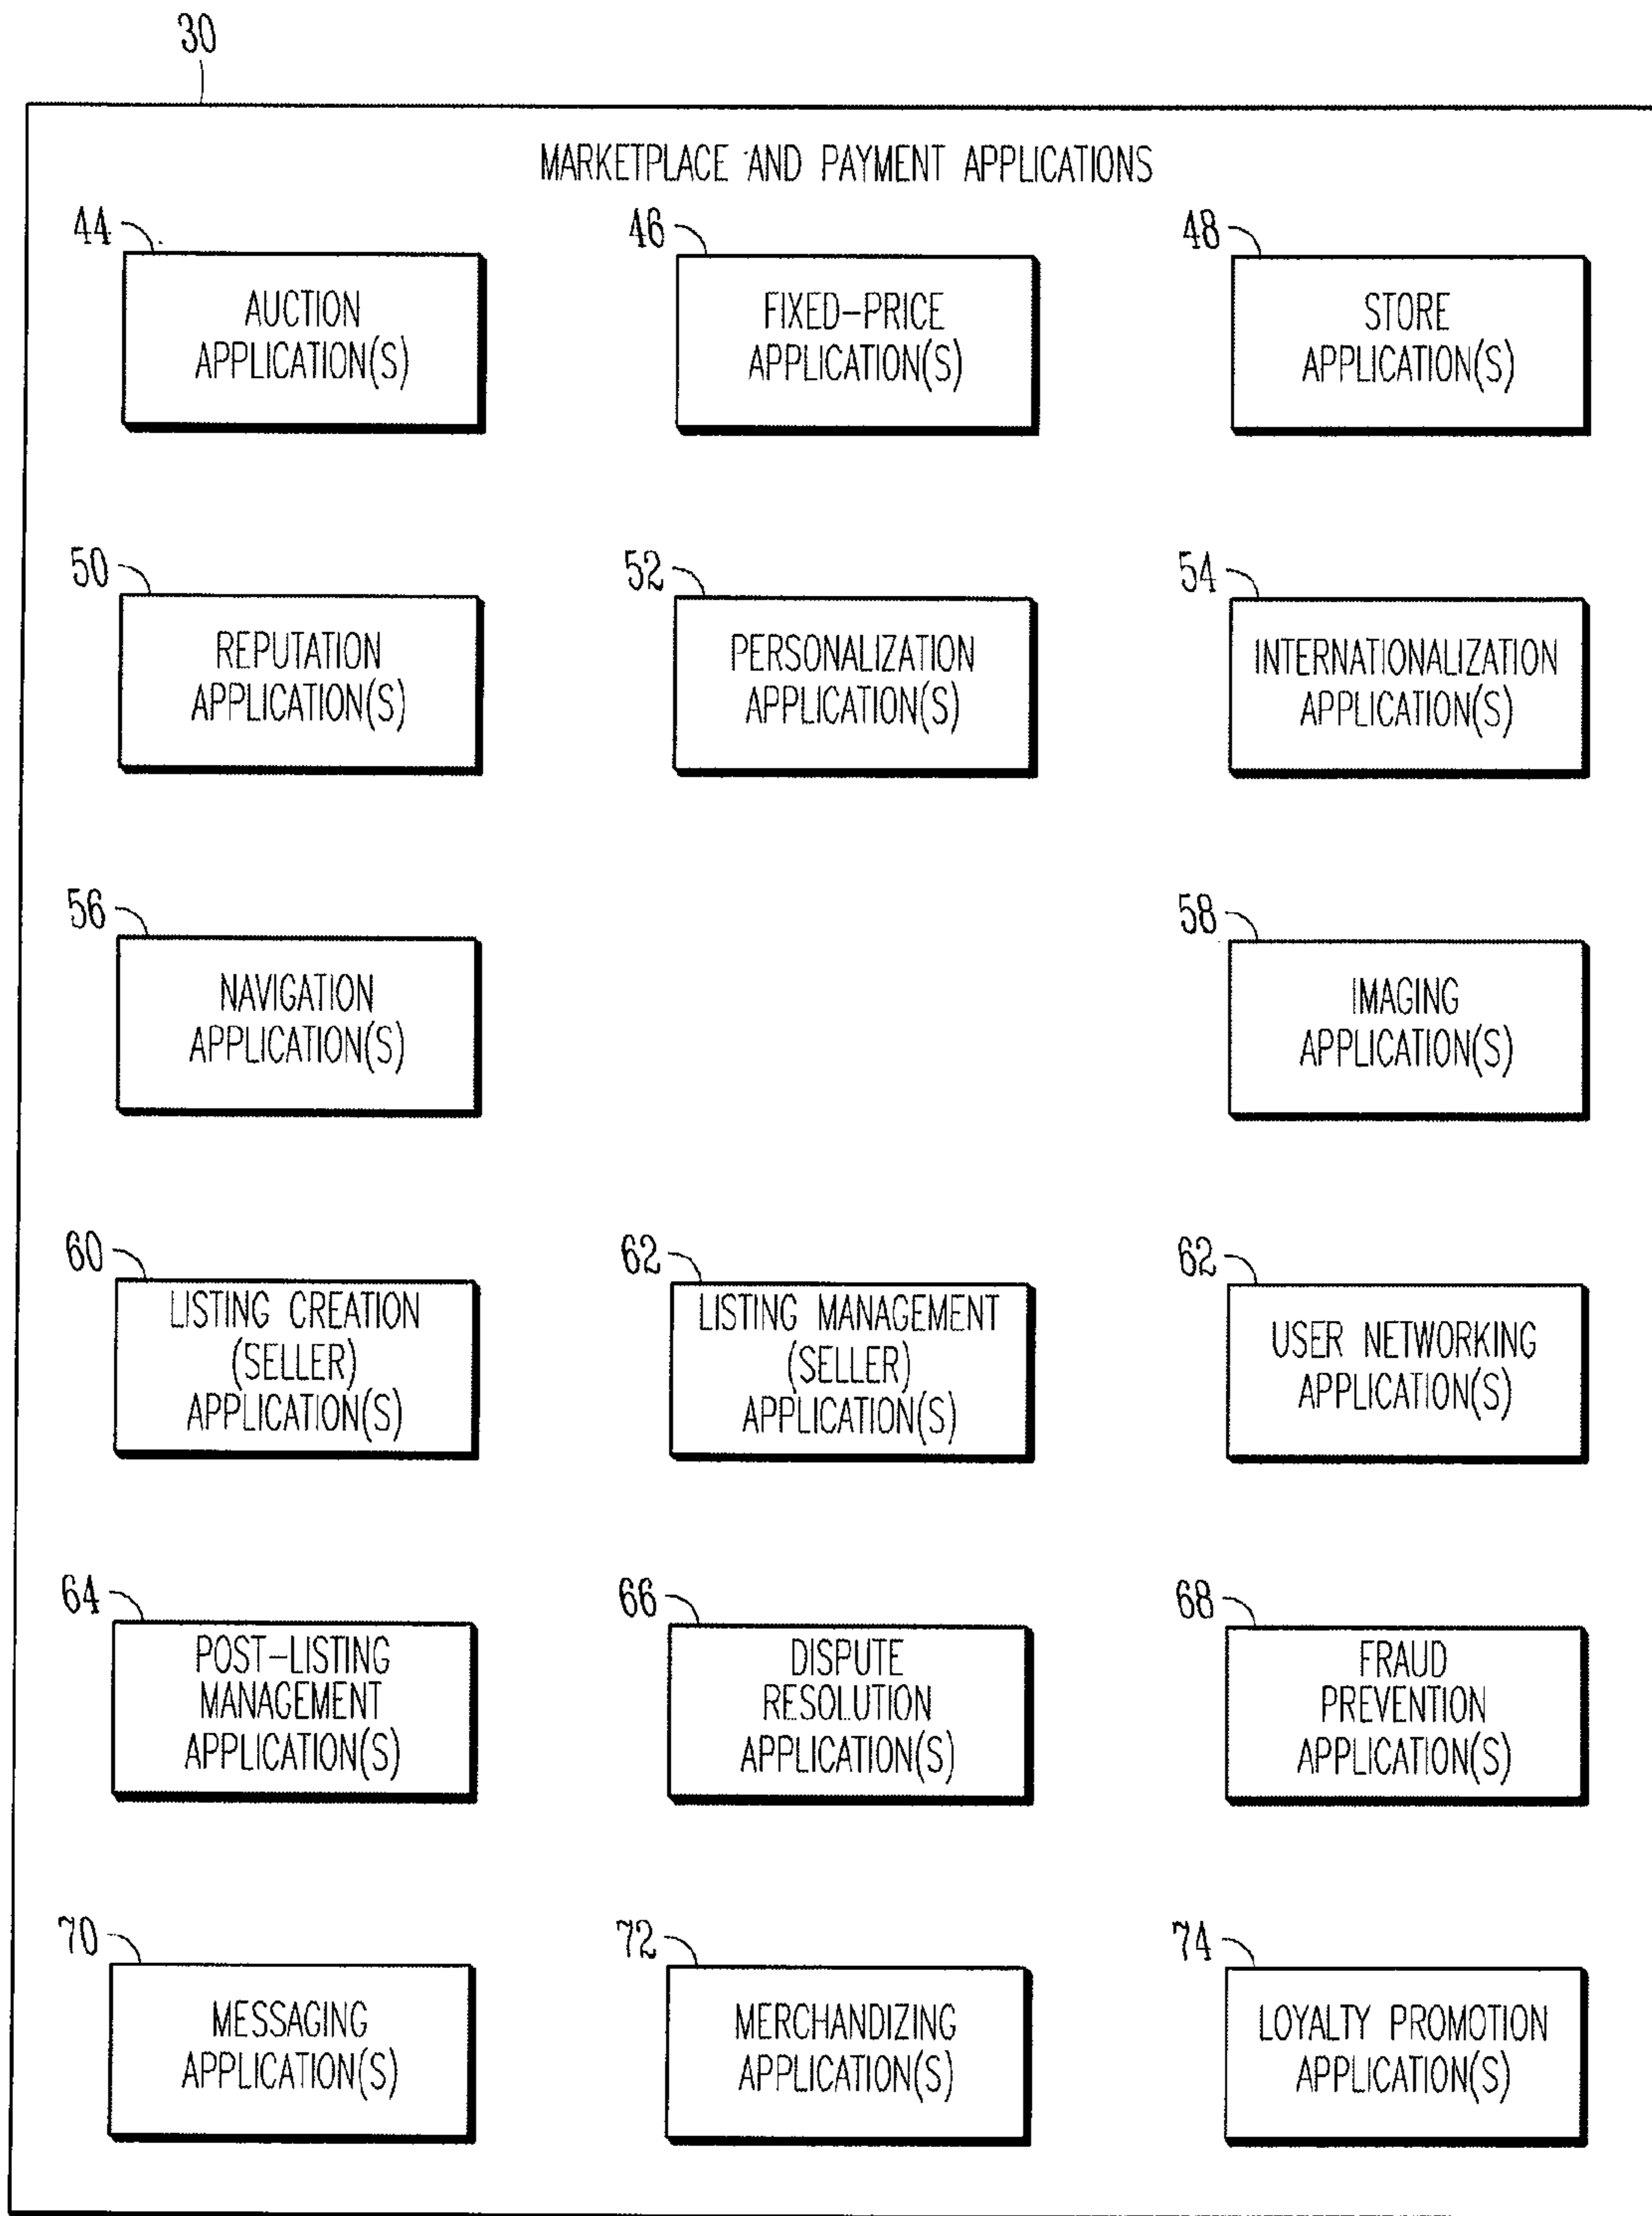 30
MARKETPLACE AND PAYMENT APPLICATIONS
44
AUCTION
APPLICATION(S)
46
FIXED-PRICE
APPLICATION(S)
48
STORE
APPLICATION(S)
50
REPUTATION
APPLICATION(S)
52
PERSONALIZATION
APPLICATION(S)
54
INTERNATIONALIZATION
APPLICATION(S)
56
NAVIGATION
APPLICATION(S)
58
IMAGING
APPLICATION(S)
60
LISTING CREATION
(SELLER)
APPLICATION(S)
62
LISTING MANAGEMENT
(SELLER)
APPLICATION(S)
62
USER NETWORKING
APPLICATION(S)
64
POST-LISTING
MANAGEMENT
APPLICATION(S)
66
DISPUTE
RESOLUTION
APPLICATION(S)
68
FRAUD
PREVENTION
APPLICATION(S)
70
MESSAGING
APPLICATION(S)
72
MERCHANDIZING
APPLICATION(S)
74
LOYALTY PROMOTION
APPLICATION(S)